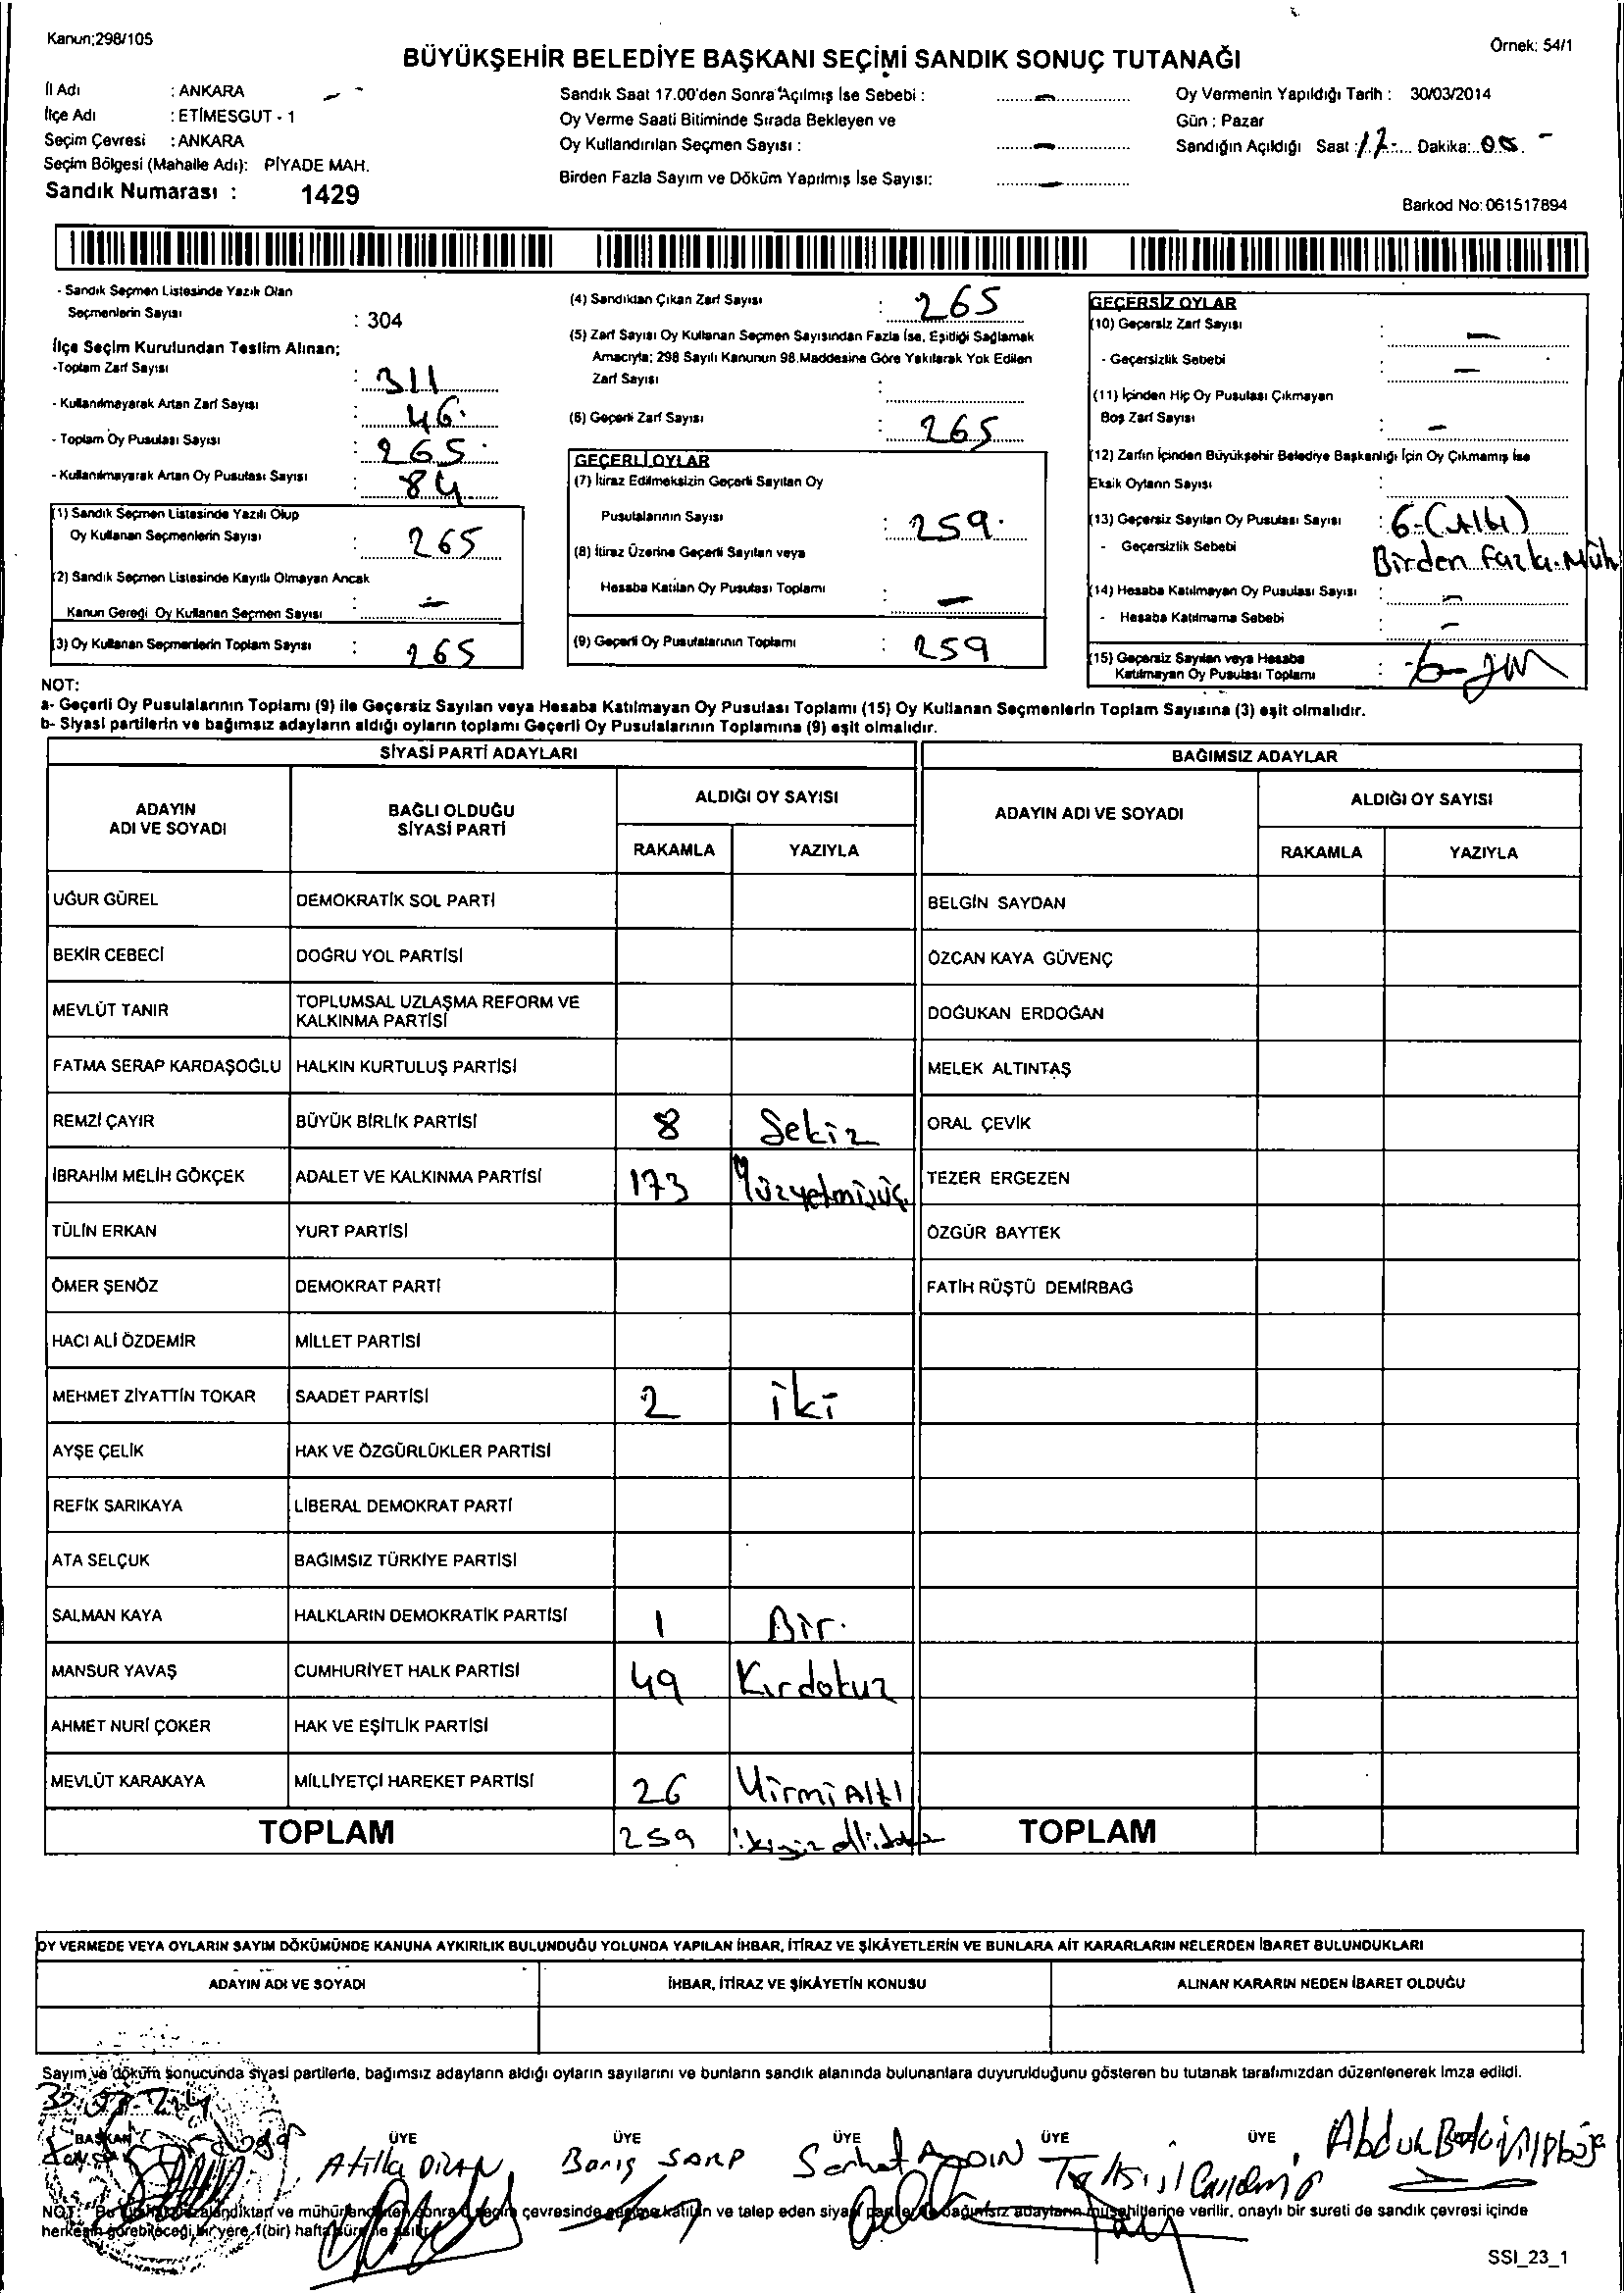 Kanun;298/105
Örnek: 54/1
BÜYÜKŞEHİR BELEDİYE BAŞKANI SEÇİMİ SANDIK SONUÇ TUTANAĞI
İl Adı : ANKARA
İlçe Adı : ETİMESGUT - 1
Seçim Çevresi : ANKARA
Seçim Bölgesi (Mahalle Adı): PİYADE MAH.
Sandık Numarası : 1429
Sandık Saat 17.00'den Sonra Açılmış İse Sebebi : –
Oy Verme Saati Bitiminde Sırada Bekleyen ve
Oy Kullandırılan Seçmen Sayısı : –
Birden Fazla Sayım ve Döküm Yapılmış İse Sayısı: –
Oy Vermenin Yapıldığı Tarih : 30/03/2014
Gün : Pazar
Sandığın Açıldığı Saat : 17 Dakika: 00
Barkod No: 061517894
- Sandık Seçmen Listesinde Yazılı Olan
Seçmenlerin Sayısı : 304
İlçe Seçim Kurulundan Teslim Alınan;
-Toplam Zarf Sayısı : 311
- Kullanılmayarak Artan Zarf Sayısı : 46
- Toplam Oy Pusulası Sayısı : 265
- Kullanılmayarak Artan Oy Pusulası Sayısı : 84
(1) Sandık Seçmen Listesinde Yazılı Olup
Oy Kullanan Seçmenlerin Sayısı : 265
(2) Sandık Seçmen Listesinde Kayıtlı Olmayan Ancak
Kanun Gereği Oy Kullanan Seçmen Sayısı : –
(3) Oy Kullanan Seçmenlerin Toplam Sayısı : 265
(4) Sandıktan Çıkan Zarf Sayısı : 265
(5) Zarf Sayısı Oy Kullanan Seçmen Sayısından Fazla İse, Eşitliği Sağlamak
Amacıyla; 298 Sayılı Kanunun 98.Maddesine Göre Yakılarak Yok Edilen
Zarf Sayısı :
(6) Geçerli Zarf Sayısı : 265
GEÇERLİ OYLAR
(7) İtiraz Edilmeksizin Geçerli Sayılan Oy
Pusulalarının Sayısı : 259
(8) İtiraz Üzerine Geçerli Sayılan veya
Hesaba Katılan Oy Pusulası Toplamı : –
(9) Geçerli Oy Pusulalarının Toplamı : 259
GEÇERSİZ OYLAR
(10) Geçersiz Zarf Sayısı : –
- Geçersizlik Sebebi : –
(11) İçinden Hiç Oy Pusulası Çıkmayan
Boş Zarf Sayısı : –
(12) Zarfın İçinden Büyükşehir Belediye Başkanlığı İçin Oy Çıkmamış İse
Eksik Oyların Sayısı :
(13) Geçersiz Sayılan Oy Pusulası Sayısı : 6-(Altı)
- Geçersizlik Sebebi Birden Fazla Müh
(14) Hesaba Katılmayan Oy Pusulası Sayısı : –
- Hesaba Katılmama Sebebi : –
(15) Geçersiz Sayılan veya Hesaba
Katılmayan Oy Pusulası Toplamı : 6
NOT:
a- Geçerli Oy Pusulalarının Toplamı (9) ile Geçersiz Sayılan veya Hesaba Katılmayan Oy Pusulası Toplamı (15) Oy Kullanan Seçmenlerin Toplam Sayısına (3) eşit olmalıdır.
b- Siyasi partilerin ve bağımsız adayların aldığı oyların toplamı Geçerli Oy Pusulalarının Toplamına (9) eşit olmalıdır.
SİYASİ PARTİ ADAYLARI
BAĞIMSIZ ADAYLAR
ADAYIN ADI VE SOYADI
BAĞLI OLDUĞU SİYASİ PARTİ
ALDIĞI OY SAYISI
RAKAMLA YAZIYLA
ADAYIN ADI VE SOYADI
ALDIĞI OY SAYISI
RAKAMLA YAZIYLA
UĞUR GÜREL DEMOKRATİK SOL PARTİ BELGİN SAYDAN
BEKİR CEBECİ DOĞRU YOL PARTİSİ ÖZCAN KAYA GÜVENÇ
MEVLÜT TANIR TOPLUMSAL UZLAŞMA REFORM VE KALKINMA PARTİSİ DOĞUKAN ERDOĞAN
FATMA SERAP KARDAŞOĞLU HALKIN KURTULUŞ PARTİSİ MELEK ALTINTAŞ
REMZİ ÇAYIR BÜYÜK BİRLİK PARTİSİ 8 Sekiz ORAL ÇEVİK
İBRAHİM MELİH GÖKÇEK ADALET VE KALKINMA PARTİSİ 173 Yüzyetmişüç TEZER ERGEZEN
TÜLİN ERKAN YURT PARTİSİ ÖZGÜR BAYTEK
ÖMER ŞENÖZ DEMOKRAT PARTİ FATİH RÜŞTÜ DEMİRBAĞ
HACI ALİ ÖZDEMİR MİLLET PARTİSİ
MEHMET ZİYATTİN TOKAR SAADET PARTİSİ 2 iki
AYŞE ÇELİK HAK VE ÖZGÜRLÜKLER PARTİSİ
REFİK SARIKAYA LİBERAL DEMOKRAT PARTİ
ATA SELÇUK BAĞIMSIZ TÜRKİYE PARTİSİ
SALMAN KAYA HALKLARIN DEMOKRATİK PARTİSİ 1 Bir.
MANSUR YAVAŞ CUMHURİYET HALK PARTİSİ 49 Kırdokuz
AHMET NURİ ÇOKER HAK VE EŞİTLİK PARTİSİ
MEVLÜT KARAKAYA MİLLİYETÇİ HAREKET PARTİSİ 26 Yirmi Altı
TOPLAM 259 TOPLAM
OY VERMEDE VEYA OYLARIN SAYIM DÖKÜMÜNDE KANUNA AYKIRILIK BULUNDUĞU YOLUNDA YAPILAN İHBAR, İTİRAZ VE ŞİKÂYETLERİN VE BUNLARA AİT KARARLARIN NELERDEN İBARET BULUNDUKLARI
ADAYIN ADI VE SOYADI İHBAR, İTİRAZ VE ŞİKÂYETİN KONUSU ALINAN KARARIN NEDEN İBARET OLDUĞU
Sayım ve döküm sonucunda siyasi partilerle, bağımsız adayların aldığı oyların sayılarını ve bunların sandık alanında bulunanlara duyurulduğunu gösteren bu tutanak tarafımızdan düzenlenerek imza edildi.
BAŞKAN ÜYE ÜYE ÜYE ÜYE ÜYE
Atilla Barış SARP Serhat AYDIN
NOT: Bu ve mühürlendikten sonra seçim çevresinde seçime katılan ve talep eden siyasi partilerle bağımsız adayların müşahitlerine verilir, onaylı bir sureti de sandık çevresi içinde
herkesin görebileceği bir yere 1(bir) hafta süre ile asılır.
SSI_23_1